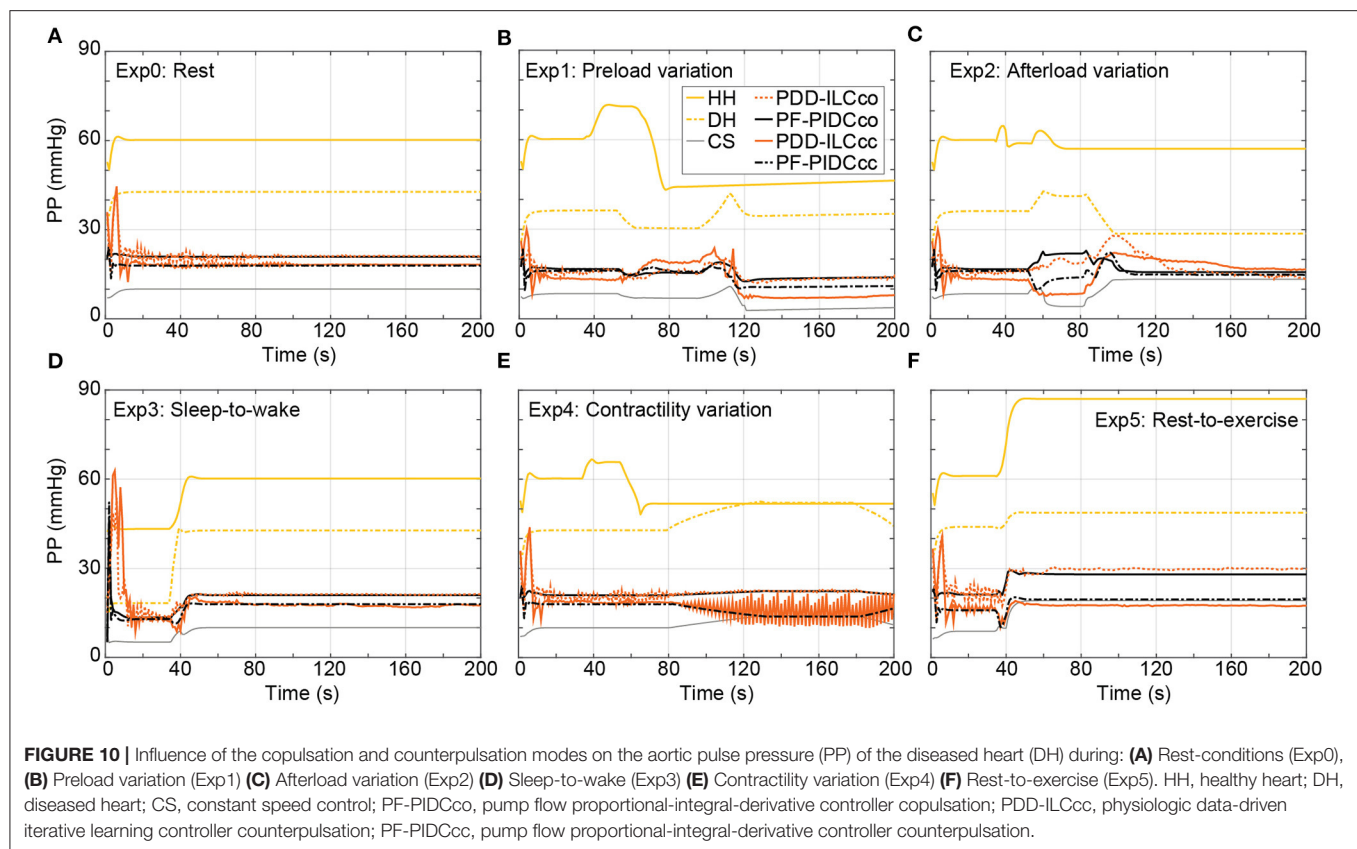 A
B
C
90
60
30
0
PP (mmHg)
Exp0: Rest
0 40 80 120 160 200
Time (s)
Exp1: Preload variation
HH
DH
CS
PDD-ILCco
PF-PIDCco
PDD-ILCcc
PF-PIDCcc
0 40 80 120 160 200
Time (s)
Exp2: Afterload variation
0 40 80 120 160 200
Time (s)
D
E
F
90
60
30
0
PP (mmHg)
Exp3: Sleep-to-wake
0 40 80 120 160 200
Time (s)
Exp4: Contractility variation
0 40 80 120 160 200
Time (s)
Exp5: Rest-to-exercise
0 40 80 120 160 200
Time (s)
FIGURE 10 | Influence of the copulsation and counterpulsation modes on the aortic pulse pressure (PP) of the diseased heart (DH) during: (A) Rest-conditions (Exp0),
(B) Preload variation (Exp1) (C) Afterload variation (Exp2) (D) Sleep-to-wake (Exp3) (E) Contractility variation (Exp4) (F) Rest-to-exercise (Exp5). HH, healthy heart; DH,
diseased heart; CS, constant speed control; PF-PIDCco, pump flow proportional-integral-derivative controller copulsation; PDD-ILCcc, physiologic data-driven
iterative learning controller counterpulsation; PF-PIDCcc, pump flow proportional-integral-derivative controller counterpulsation.